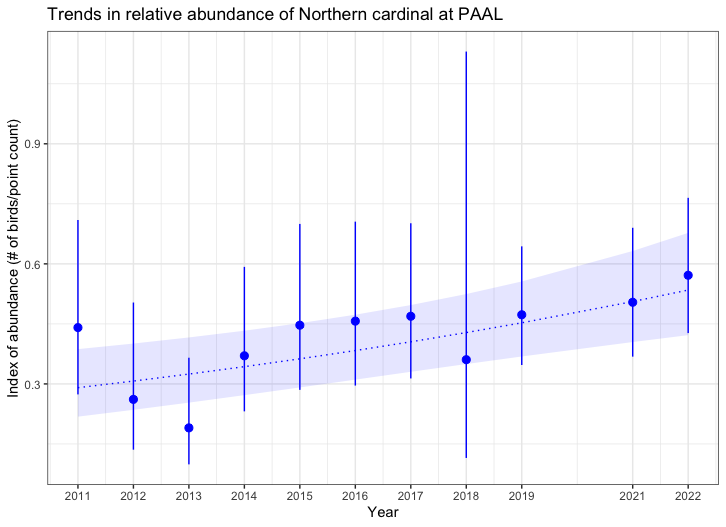 Trends in relative abundance of Northern cardinal at PAAL
Index of abundance (# of birds/point count)
0.9
0.6
0.3
2011 2012 2013 2014 2015 2016 2017 2018 2019 2021 2022
Year